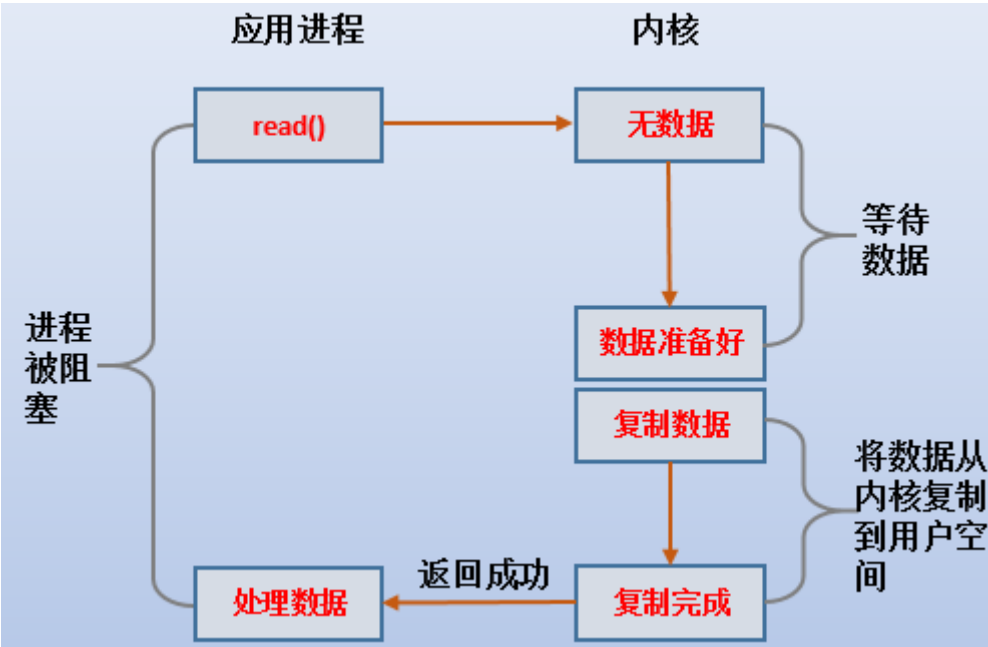 应用进程
内核
read()
无数据
等待
数据
数据准备好
进程
被阻
塞
复制数据
将数据从
内核复制
到用户空
间
返回成功
处理数据
复制完成